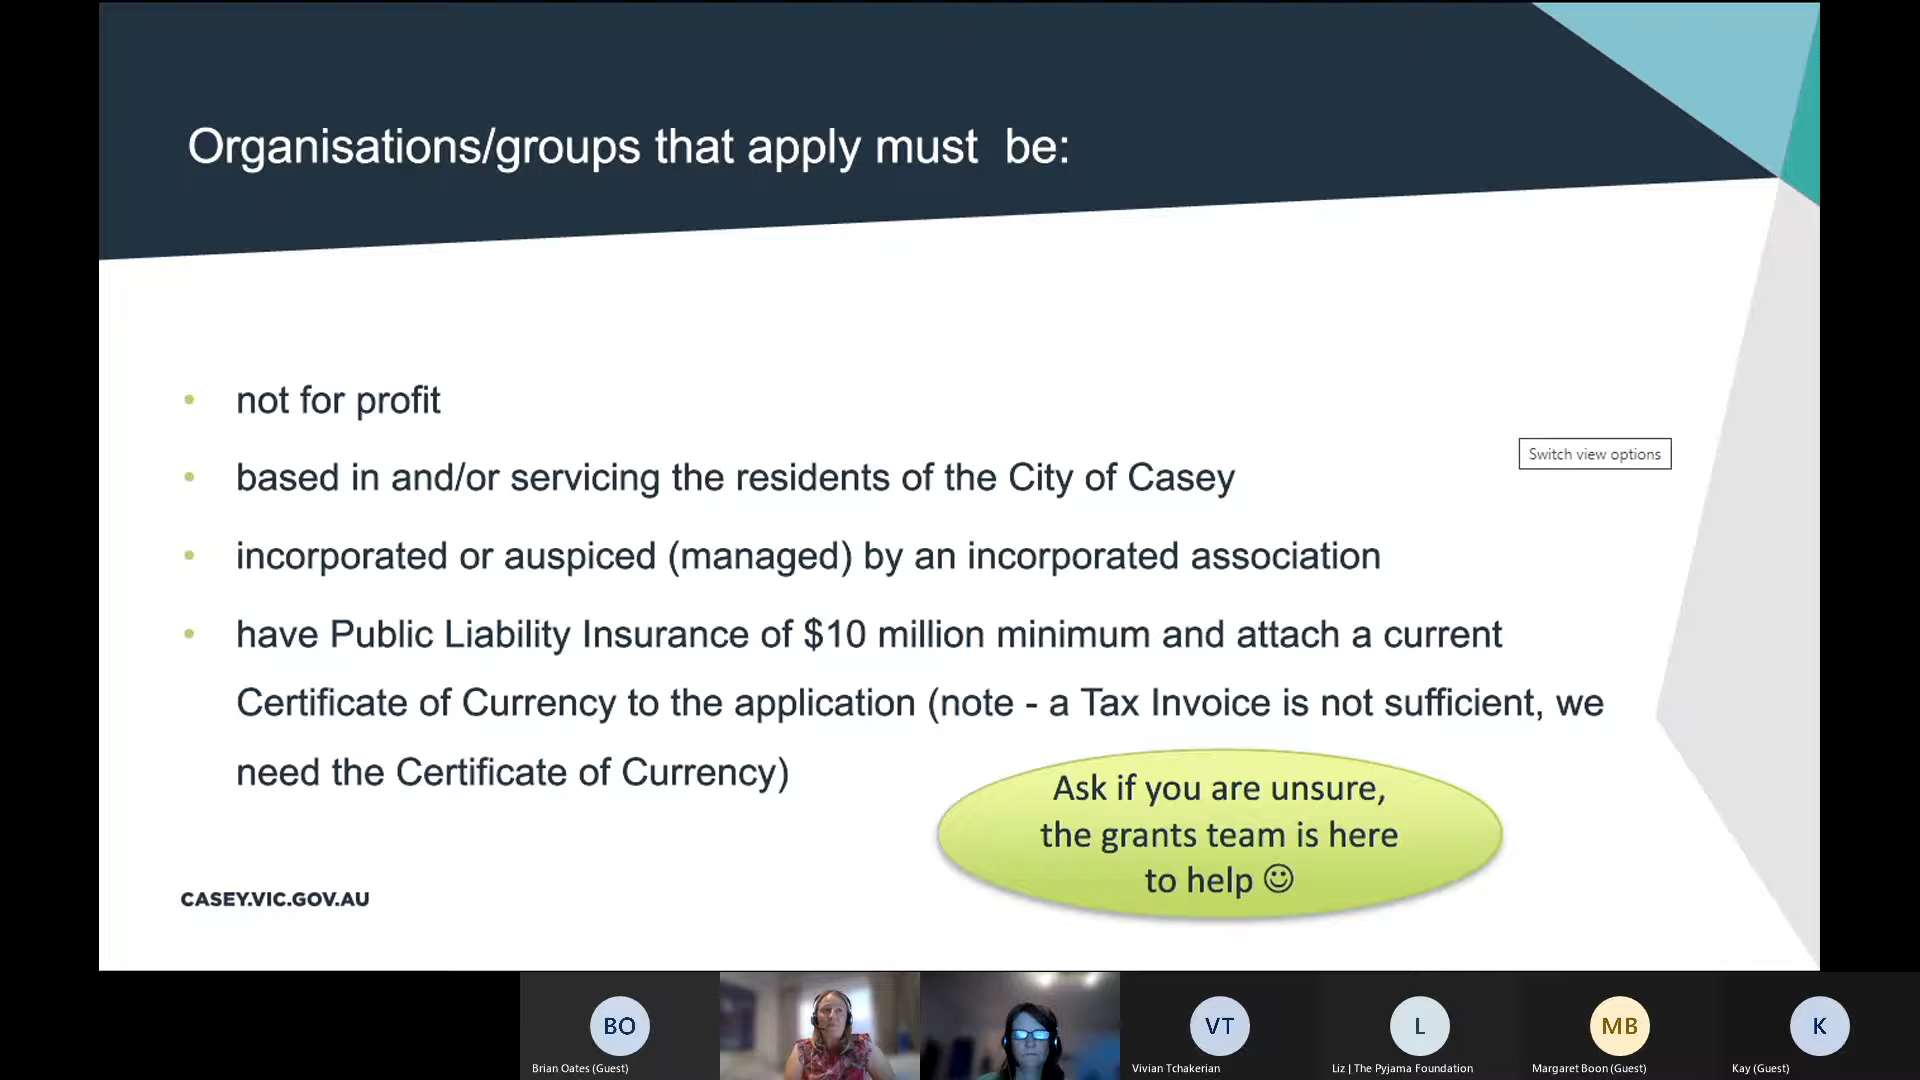 Organisations/groups that apply must  be:
• not for profit
• based in and/or servicing the residents of the City of Casey
Switch view options
• incorporated or auspiced (managed) by an incorporated association
• have Public Liability Insurance of $10 million minimum and attach a current
Certificate of Currency to the application (note - a Tax Invoice is not sufficient, we
need the Certificate of Currency)
Ask if you are unsure,
the grants team is here
to help ☺
CASEY.VIC.GOV.AU
BO
VT
L
MB
K
Brian Oates (Guest)
Vivian Tchakerian
Liz | The Pyjama Foundation
Margaret Boon (Guest)
Kay (Guest)